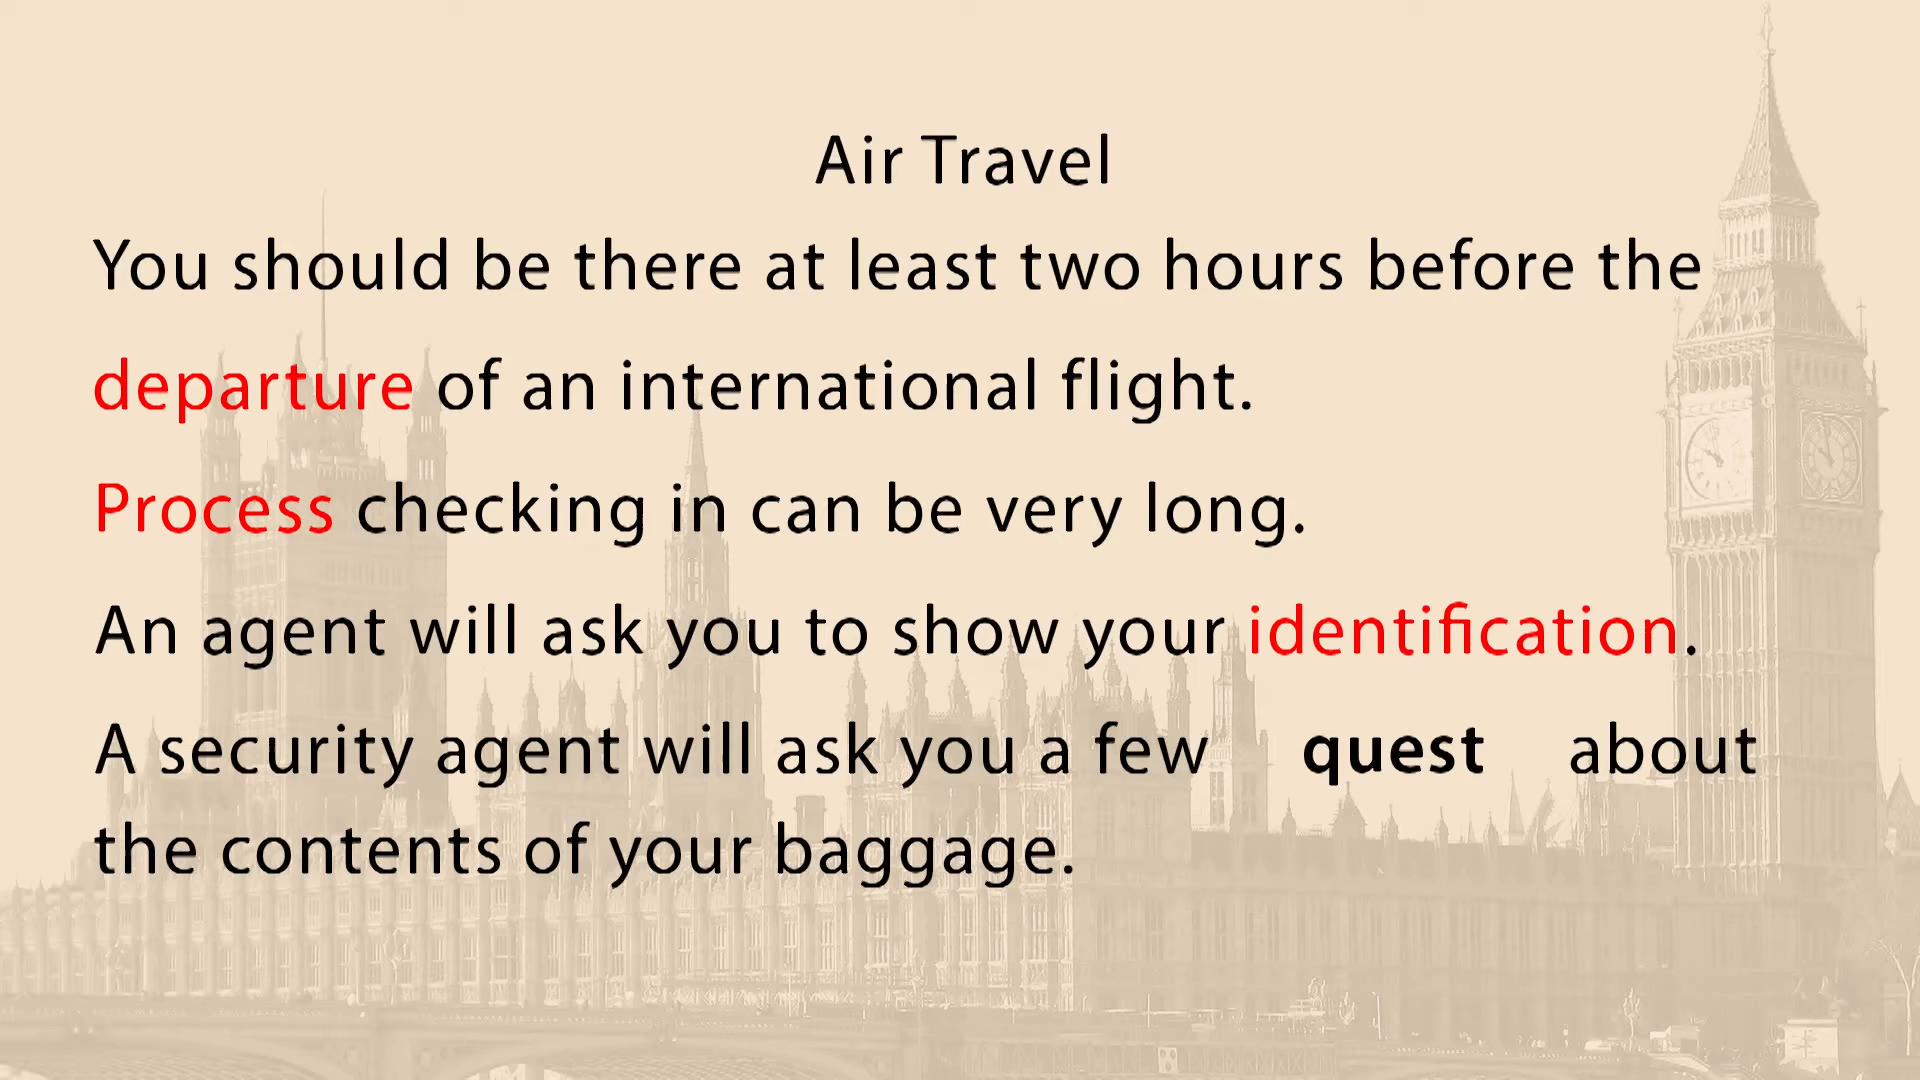 Air Travel
You should be there at least two hours before the
departure of an international flight.
Process checking in can be very long.
An agent will ask you to show your identification.
A security agent will ask you a few quest about
the contents of your baggage.